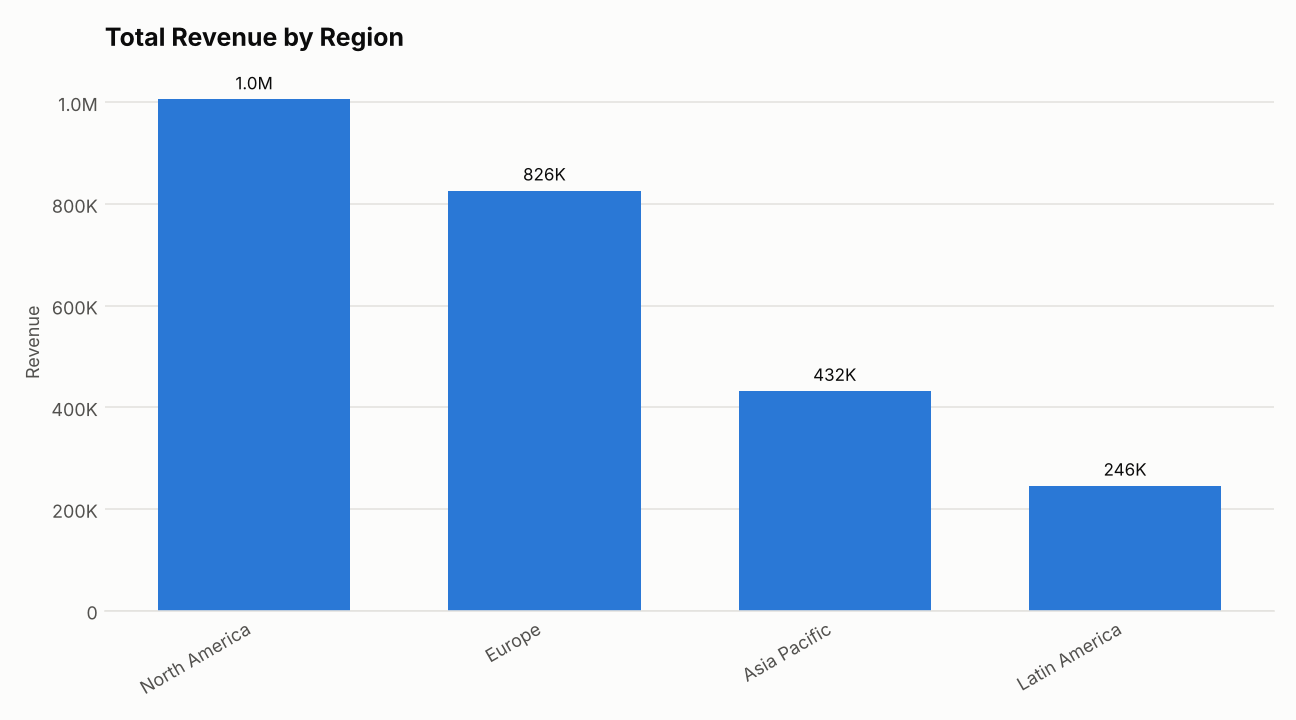 Total Revenue by Region
1.0M
1.0M
826K
800K
600K
Revenue
400K
432K
246K
200K
0
North America
Europe
Asia Pacific
Latin America